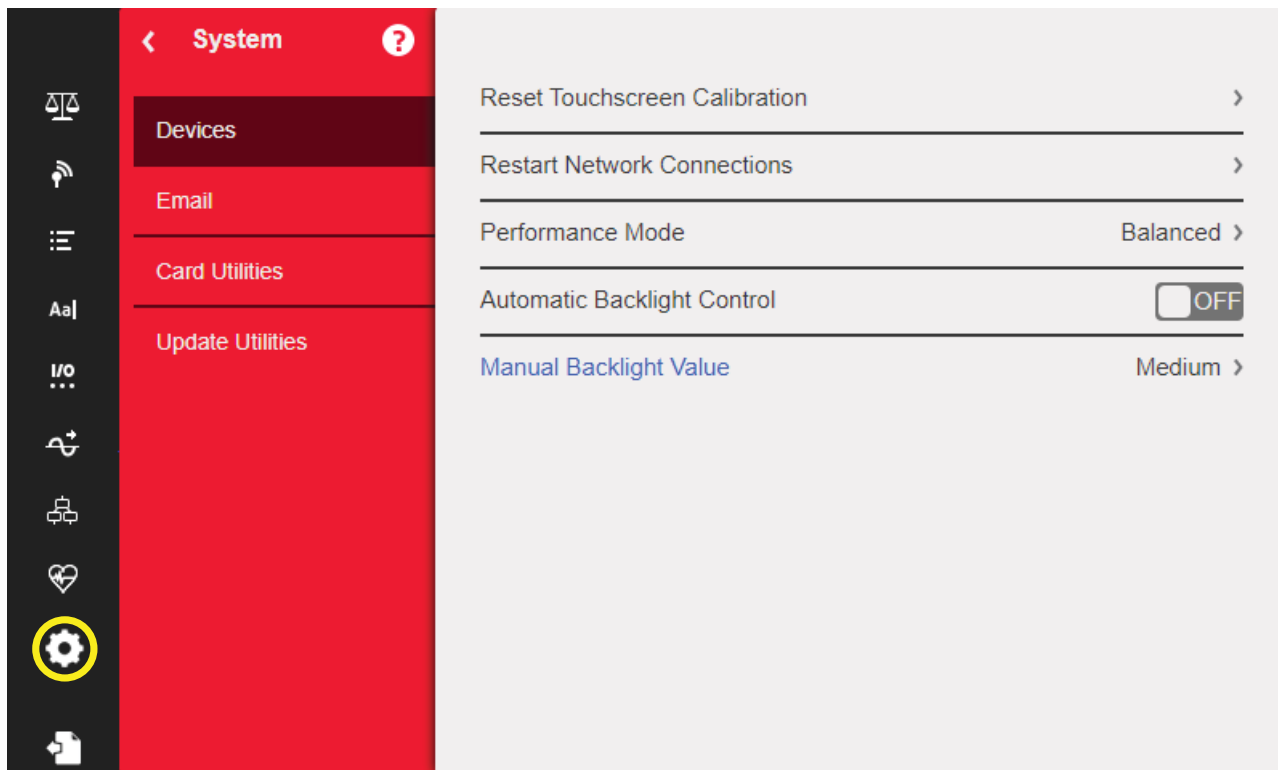 System
?
Devices
Email
Card Utilities
Update Utilities
Aa
I/O
Reset Touchscreen Calibration
Restart Network Connections
Performance Mode Balanced
Automatic Backlight Control OFF
Manual Backlight Value Medium